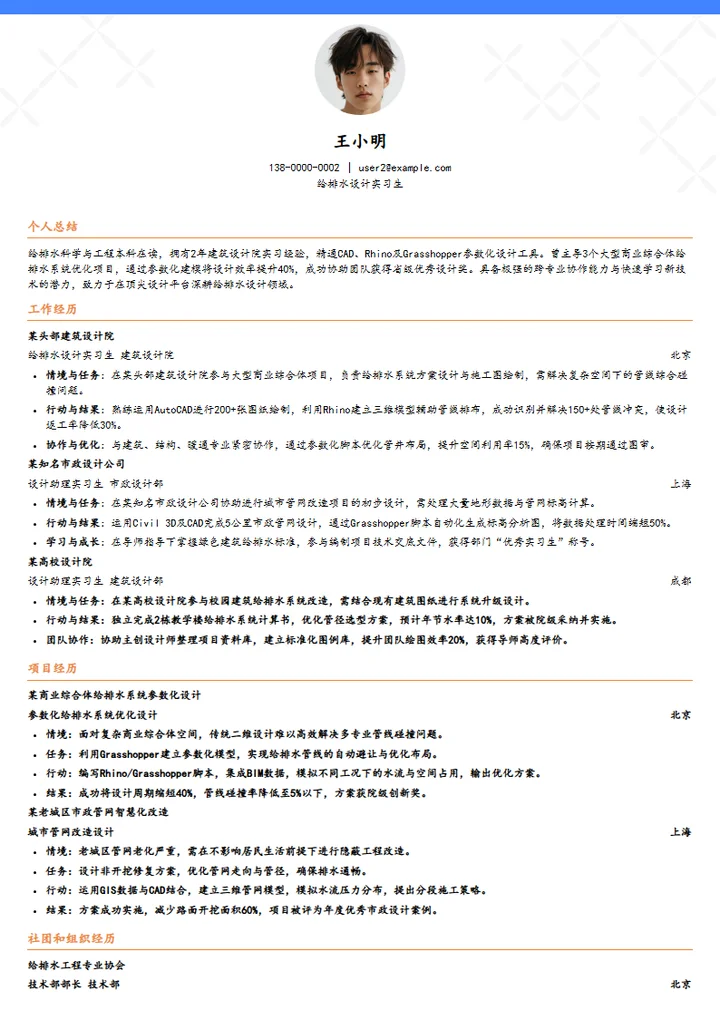 王小明
138-0000-0002 | user2@example.com
给排水设计实习生
个人总结
给排水科学与工程本科在读，拥有2年建筑设计院实习经验，精通CAD、Rhino及Grasshopper参数化设计工具。曾主导3个大型商业综合体给
排水系统优化项目，通过参数化建模将设计效率提升40%，成功协助团队获得省级优秀设计奖。具备极强的跨专业协作能力与快速学习新技
术的潜力，致力于在顶尖设计平台深耕给排水设计领域。
工作经历
某头部建筑设计院
给排水设计实习生 建筑设计院 北京
• 情境与任务：在某头部建筑设计院参与大型商业综合体项目，负责给排水系统方案设计与施工图绘制，需解决复杂空间下的管线综合碰
撞问题。
• 行动与结果：熟练运用AutoCAD进行200+张图纸绘制，利用Rhino建立三维模型辅助管线排布，成功识别并解决150+处管线冲突，使设计
返工率降低30%。
• 协作与优化：与建筑、结构、暖通专业紧密协作，通过参数化脚本优化管井布局，提升空间利用率15%，确保项目按期通过图审。
某知名市政设计公司
设计助理实习生 市政设计部 上海
• 情境与任务：在某知名市政设计公司协助进行城市管网改造项目的初步设计，需处理大量地形数据与管网标高计算。
• 行动与结果：运用Civil 3D及CAD完成5公里市政管网设计，通过Grasshopper脚本自动化生成标高分析图，将数据处理时间缩短50%。
• 学习与成长：在导师指导下掌握绿色建筑给排水标准，参与编制项目技术交底文件，获得部门“优秀实习生”称号。
某高校设计院
设计助理实习生 建筑设计部 成都
• 情境与任务：在某高校设计院参与校园建筑给排水系统改造，需结合现有建筑图纸进行系统升级设计。
• 行动与结果：独立完成2栋教学楼给排水系统计算书，优化管径选型方案，预计年节水率达10%，方案被院级采纳并实施。
• 团队协作：协助主创设计师整理项目资料库，建立标准化图例库，提升团队绘图效率20%，获得导师高度评价。
项目经历
某商业综合体给排水系统参数化设计
参数化给排水系统优化设计 北京
• 情境：面对复杂商业综合体空间，传统二维设计难以高效解决多专业管线碰撞问题。
• 任务：利用Grasshopper建立参数化模型，实现给排水管线的自动避让与优化布局。
• 行动：编写Rhino/Grasshopper脚本，集成BIM数据，模拟不同工况下的水流与空间占用，输出优化方案。
• 结果：成功将设计周期缩短40%，管线碰撞率降低至5%以下，方案获院级创新奖。
某老城区市政管网智慧化改造
城市管网改造设计 上海
• 情境：老城区管网老化严重，需在不影响居民生活前提下进行隐蔽工程改造。
• 任务：设计非开挖修复方案，优化管网走向与管径，确保排水通畅。
• 行动：运用GIS数据与CAD结合，建立三维管网模型，模拟水流压力分布，提出分段施工策略。
• 结果：方案成功实施，减少路面开挖面积60%，项目被评为年度优秀市政设计案例。
社团和组织经历
给排水工程专业协会
技术部部长 技术部 北京